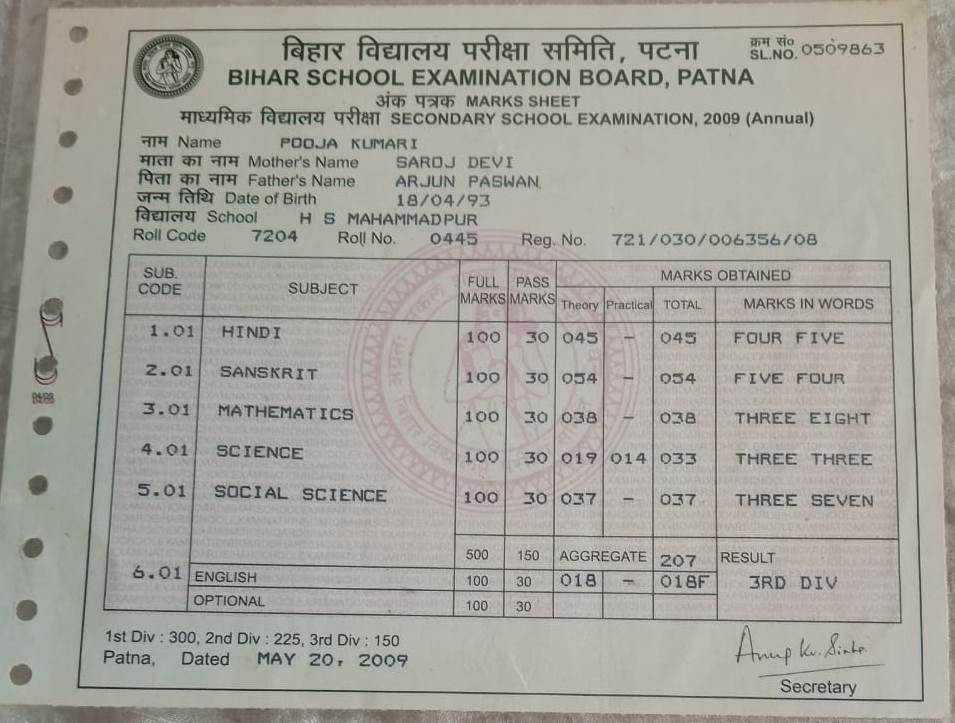 बिहार विद्यालय परीक्षा समिति, पटना
क्रम सं० SL.NO. 0509863
BIHAR SCHOOL EXAMINATION BOARD, PATNA
अंक पत्रक MARKS SHEET
माध्यमिक विद्यालय परीक्षा SECONDARY SCHOOL EXAMINATION, 2009 (Annual)
नाम Name POOJA KUMARI
माता का नाम Mother's Name SAROJ DEVI
पिता का नाम Father's Name ARJUN PASWAN
जन्म तिथि Date of Birth 18/04/93
विद्यालय School H S MAHAMMADPUR
Roll Code 7204 Roll No. 0445 Reg. No. 721/030/006356/08
SUB. CODE SUBJECT FULL MARKS PASS MARKS MARKS OBTAINED
Theory Practical TOTAL MARKS IN WORDS
1.01 HINDI 100 30 045 - 045 FOUR FIVE
2.01 SANSKRIT 100 30 054 - 054 FIVE FOUR
3.01 MATHEMATICS 100 30 038 - 038 THREE EIGHT
4.01 SCIENCE 100 30 019 014 033 THREE THREE
5.01 SOCIAL SCIENCE 100 30 037 - 037 THREE SEVEN
500 150 AGGREGATE 207 RESULT
6.01 ENGLISH 100 30 018 - 018F 3RD DIV
OPTIONAL 100 30
1st Div : 300, 2nd Div : 225, 3rd Div : 150
Patna, Dated MAY 20, 2009
Anup Kr. Sinha
Secretary